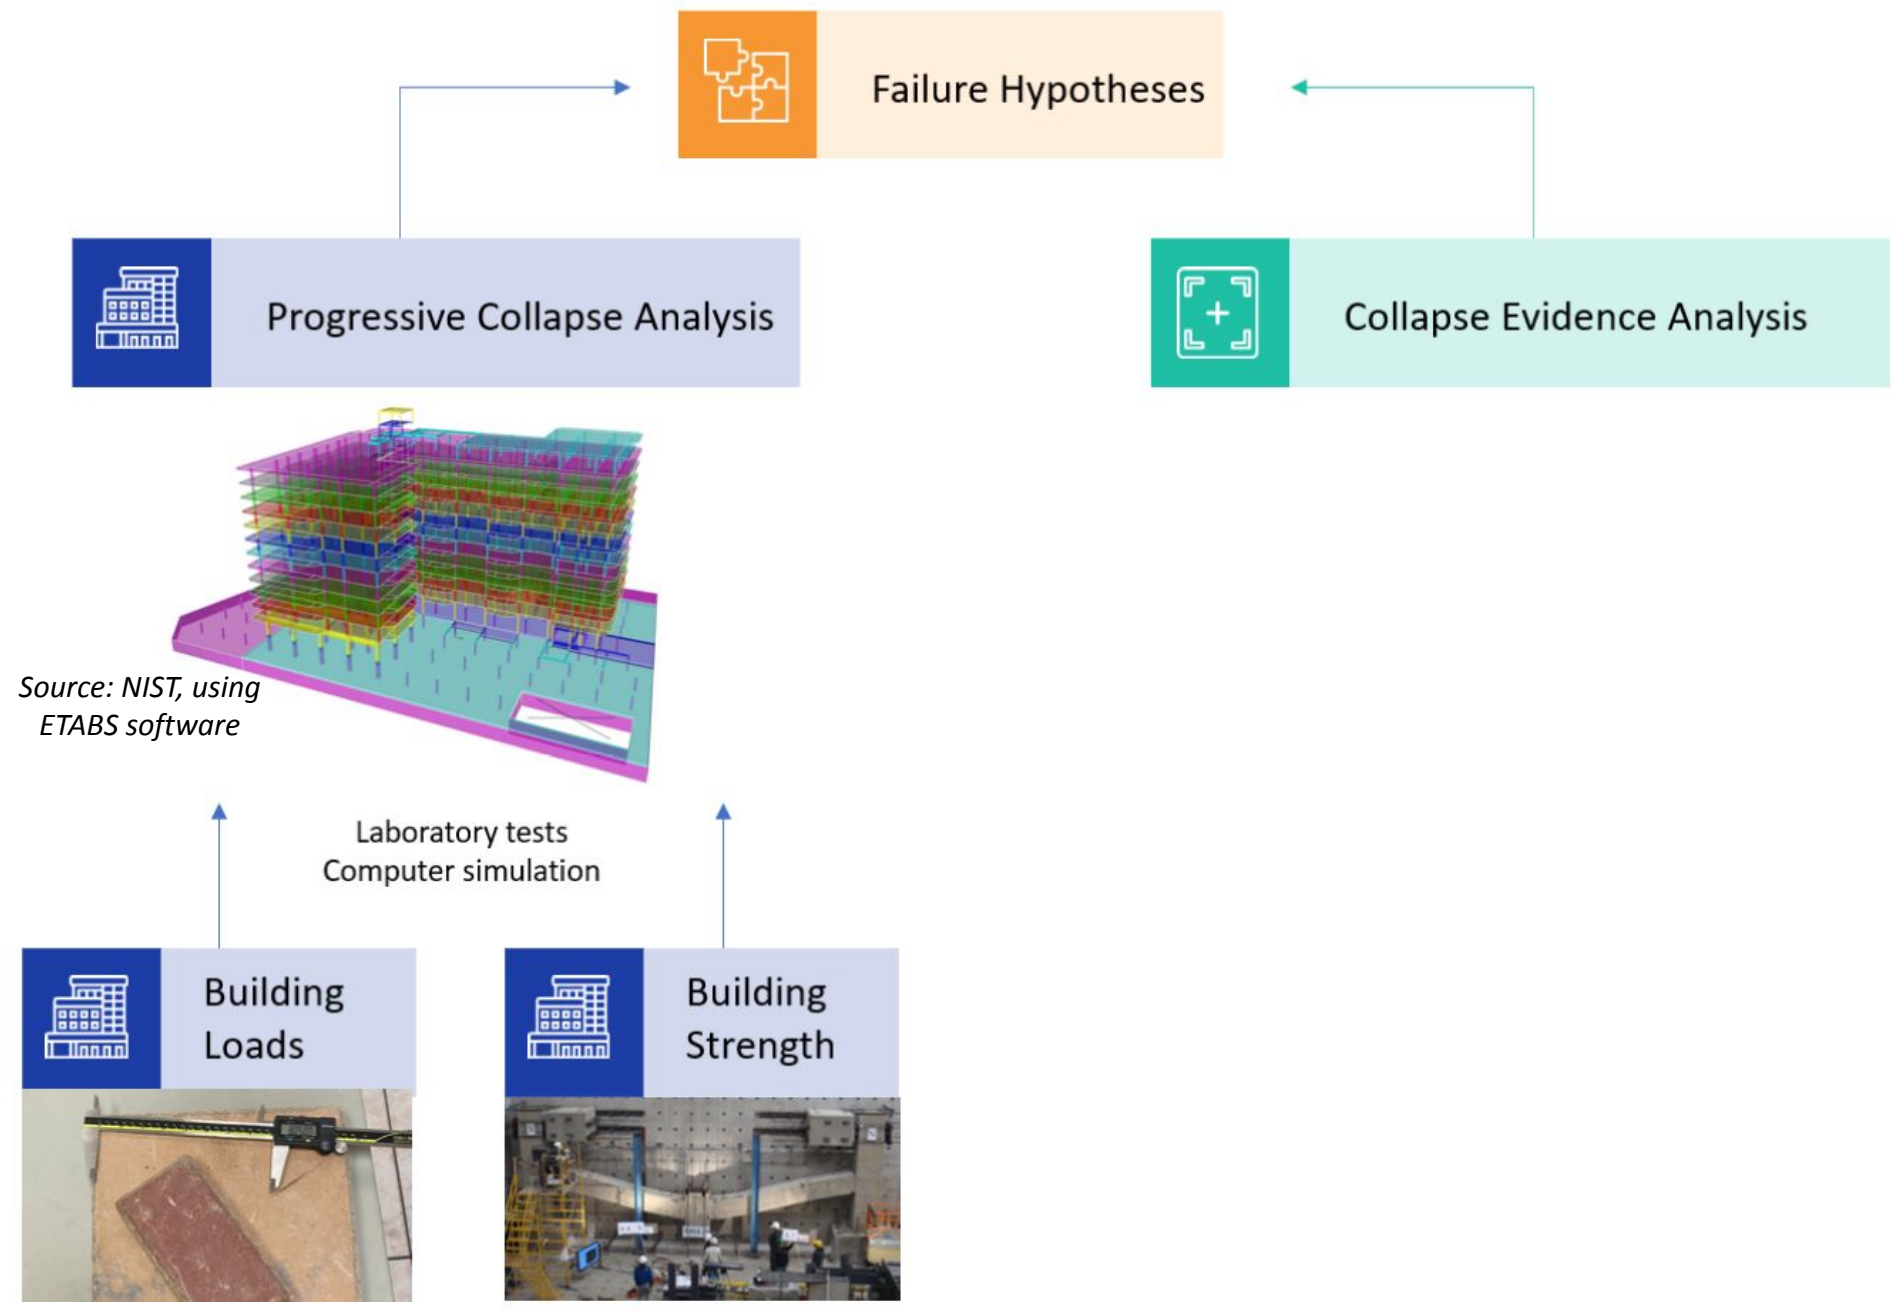 Failure Hypotheses
Progressive Collapse Analysis
Collapse Evidence Analysis
Source: NIST, using
ETABS software
Laboratory tests
Computer simulation
Building
Loads
Building
Strength